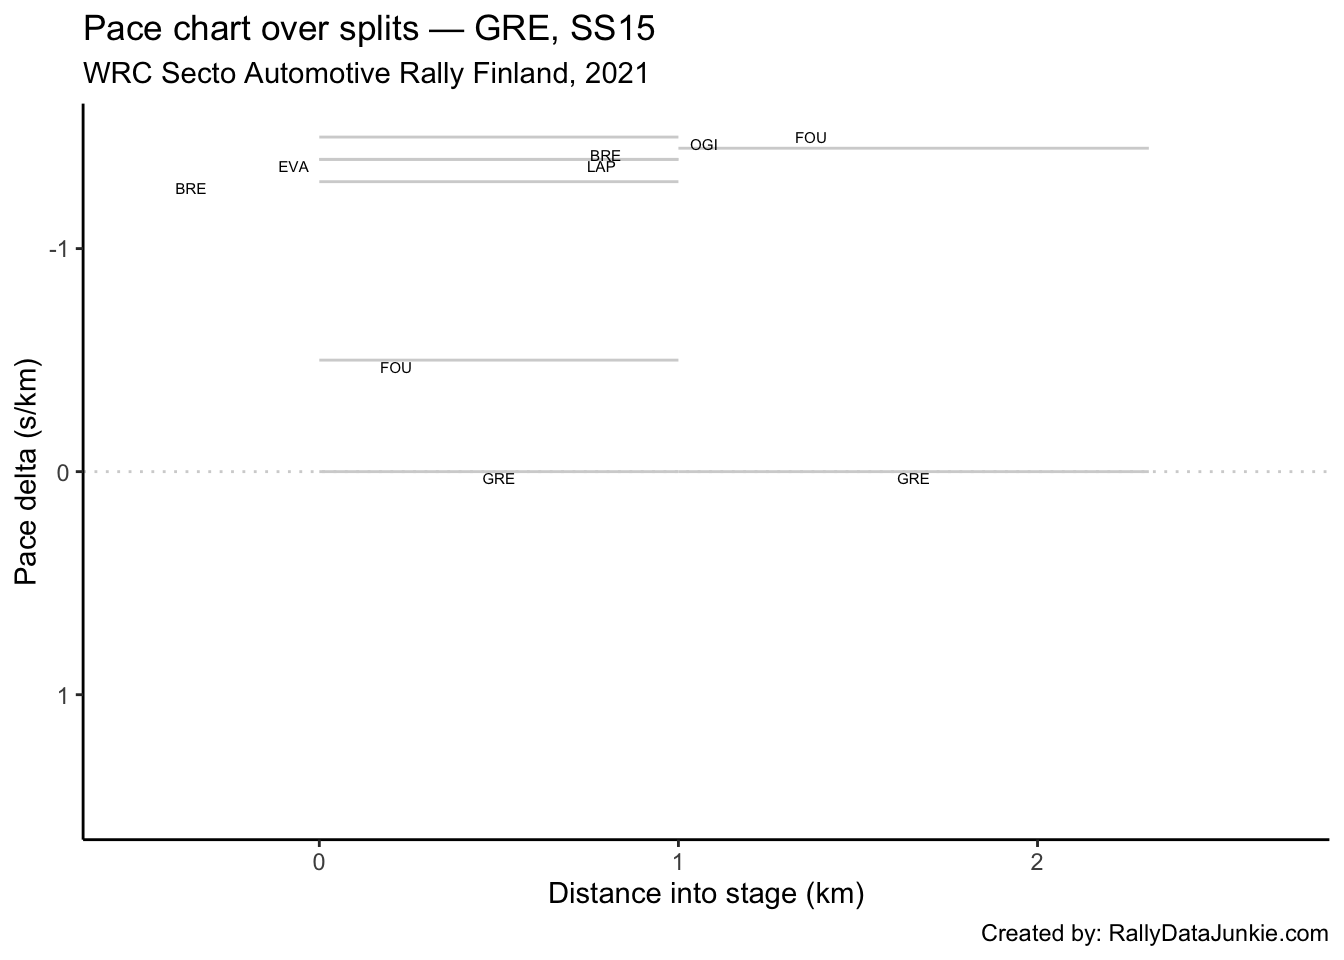 Pace chart over splits — GRE, SS15
WRC Secto Automotive Rally Finland, 2021
FOU
OGI
BRE
EVA
LAP
BRE
-1
FOU
0
GRE
GRE
1
Pace delta (s/km)
0
1
2
Distance into stage (km)
Created by: RallyDataJunkie.com